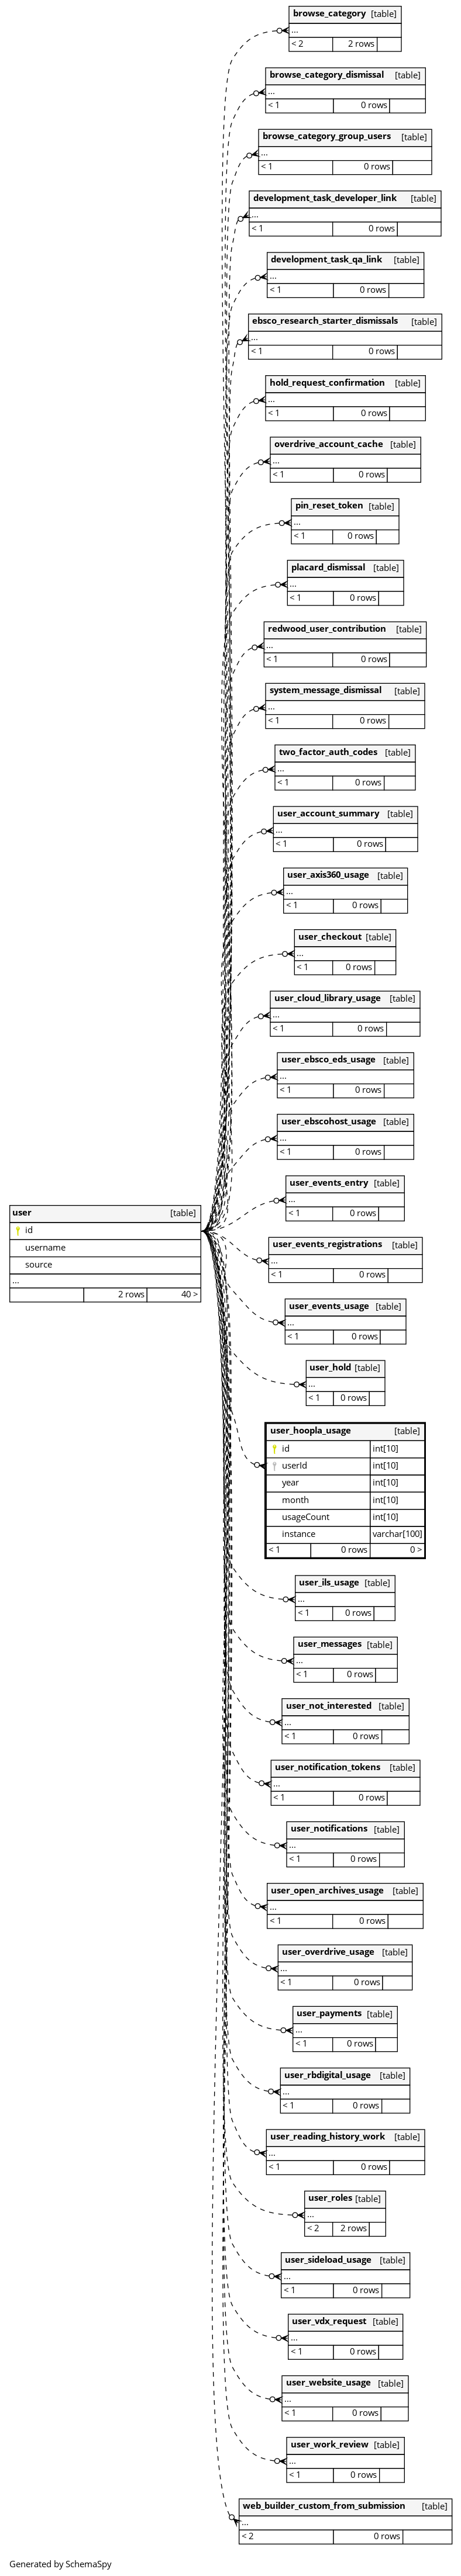 browse_category [table]
...
< 2 2 rows
browse_category_dismissal [table]
...
< 1 0 rows
browse_category_group_users [table]
...
< 1 0 rows
development_task_developer_link [table]
...
< 1 0 rows
development_task_qa_link [table]
...
< 1 0 rows
ebsco_research_starter_dismissals [table]
...
< 1 0 rows
hold_request_confirmation [table]
...
< 1 0 rows
overdrive_account_cache [table]
...
< 1 0 rows
pin_reset_token [table]
...
< 1 0 rows
placard_dismissal [table]
...
< 1 0 rows
redwood_user_contribution [table]
...
< 1 0 rows
system_message_dismissal [table]
...
< 1 0 rows
two_factor_auth_codes [table]
...
< 1 0 rows
user_account_summary [table]
...
< 1 0 rows
user_axis360_usage [table]
...
< 1 0 rows
user_checkout [table]
...
< 1 0 rows
user_cloud_library_usage [table]
...
< 1 0 rows
user_ebsco_eds_usage [table]
...
< 1 0 rows
user_ebscohost_usage [table]
...
< 1 0 rows
user_events_entry [table]
...
< 1 0 rows
user [table]
id
username
source
...
2 rows 40 >
user_events_registrations [table]
...
< 1 0 rows
user_events_usage [table]
...
< 1 0 rows
user_hold [table]
...
< 1 0 rows
user_hoopla_usage [table]
id int[10]
userId int[10]
year int[10]
month int[10]
usageCount int[10]
instance varchar[100]
< 1 0 rows 0 >
user_ils_usage [table]
...
< 1 0 rows
user_messages [table]
...
< 1 0 rows
user_not_interested [table]
...
< 1 0 rows
user_notification_tokens [table]
...
< 1 0 rows
user_notifications [table]
...
< 1 0 rows
user_open_archives_usage [table]
...
< 1 0 rows
user_overdrive_usage [table]
...
< 1 0 rows
user_payments [table]
...
< 1 0 rows
user_rbdigital_usage [table]
...
< 1 0 rows
user_reading_history_work [table]
...
< 1 0 rows
user_roles [table]
...
< 2 2 rows
user_sideload_usage [table]
...
< 1 0 rows
user_vdx_request [table]
...
< 1 0 rows
user_website_usage [table]
...
< 1 0 rows
user_work_review [table]
...
< 1 0 rows
web_builder_custom_from_submission [table]
...
< 2 0 rows
Generated by SchemaSpy